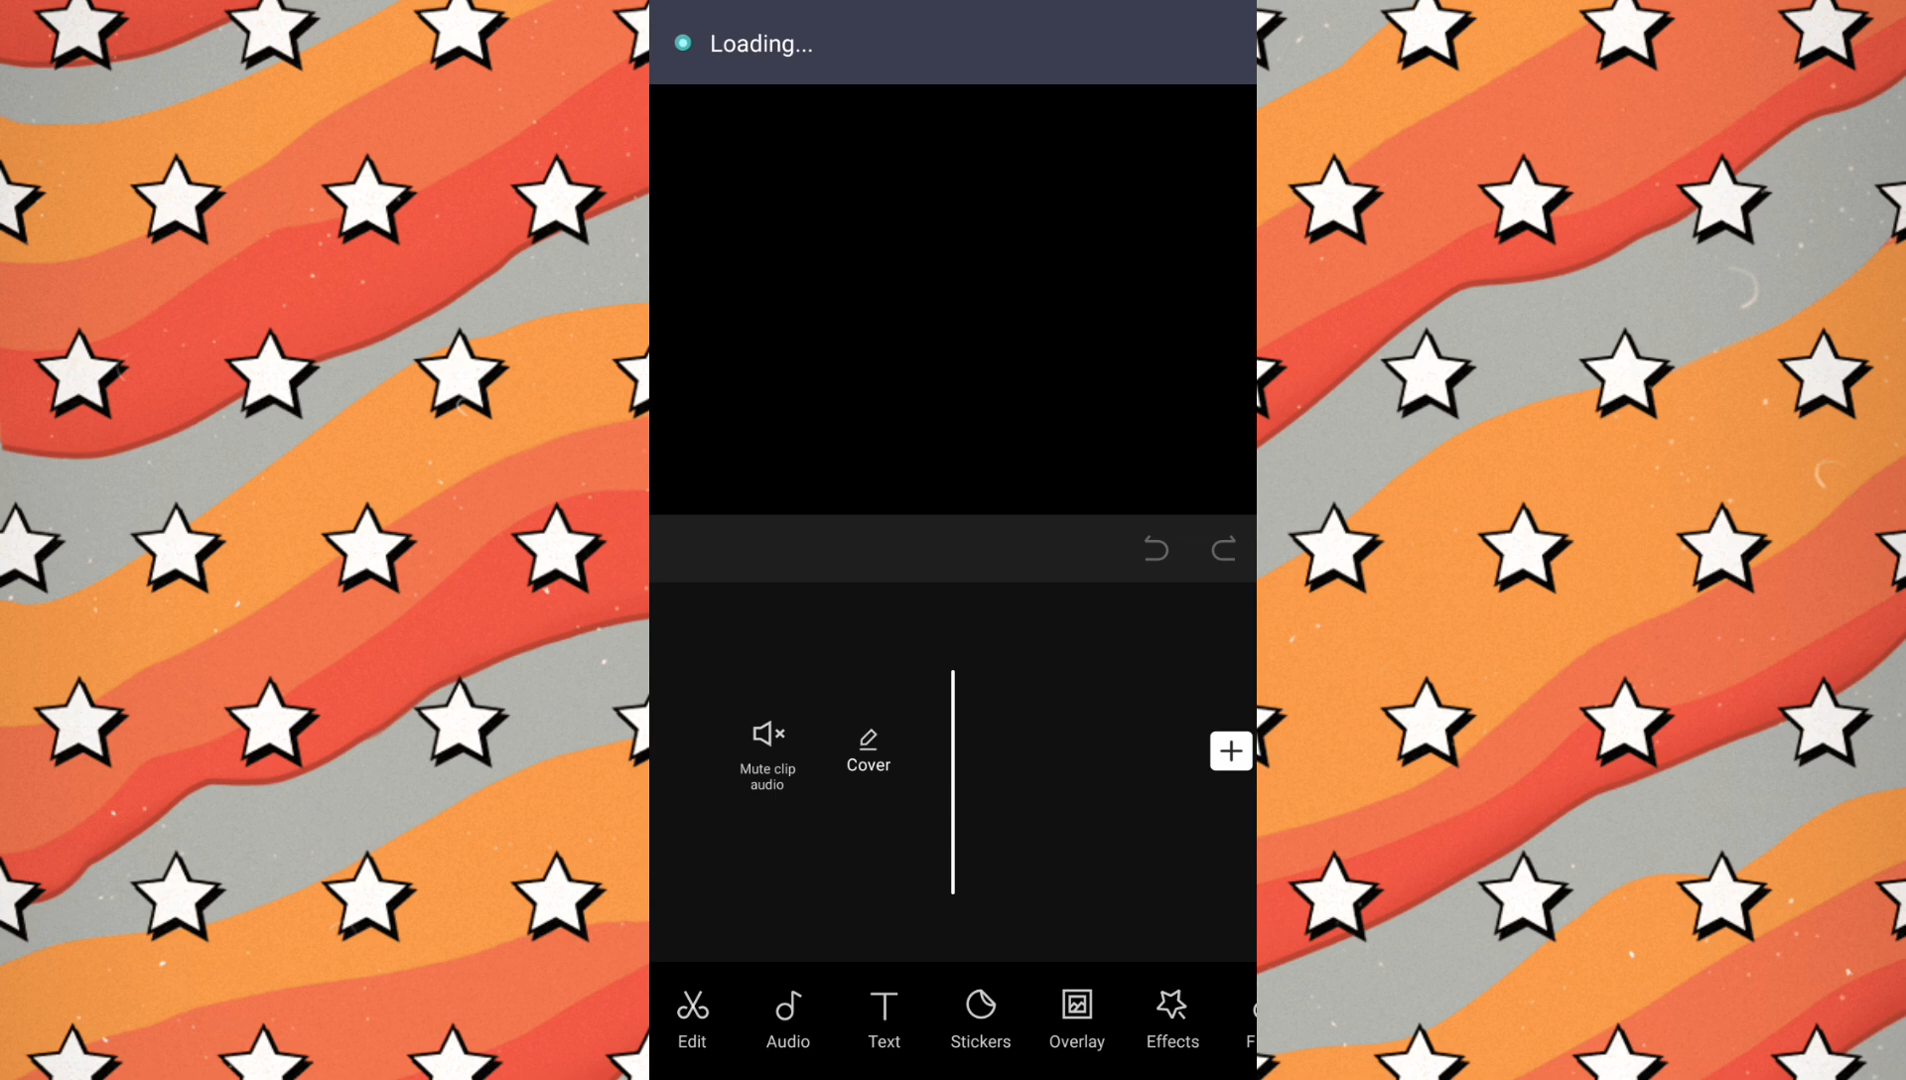 Loading...
Mute clip
audio
Cover
Edit
Audio
Text
Stickers
Overlay
Effects
F